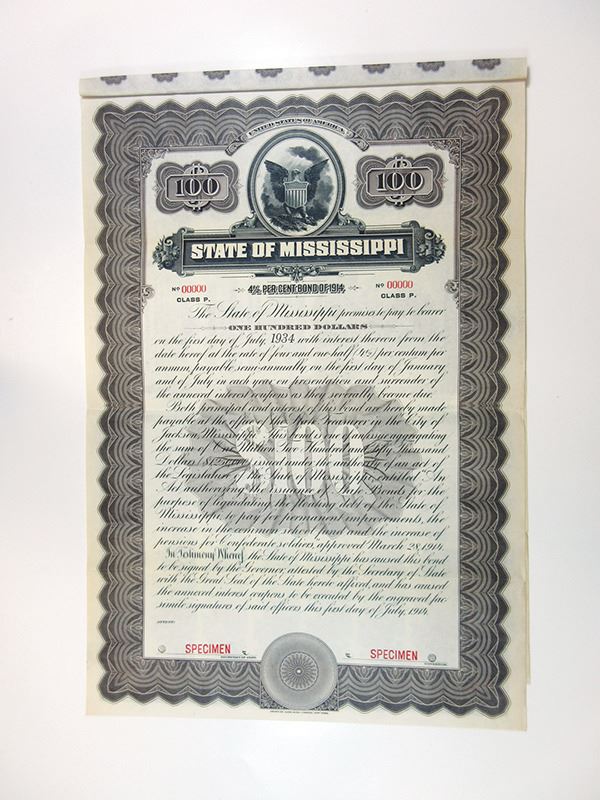 UNITED STATES OF AMERICA
100 100
STATE OF MISSISSIPPI
No 00000 4½ PER CENT BOND OF 1914. No 00000
CLASS P. CLASS P.
The State of Mississippi promises to pay to bearer
ONE HUNDRED DOLLARS
on the first day of July, 1934 with interest thereon from the
date hereof at the rate of four and one-half (4½%) per centum per
annum, payable semi-annually on the first day of January
and of July in each year on presentation and surrender of
the annexed interest coupons as they severally become due.
Both principal and interest of this bond are hereby made
payable at the office of the State Treasurer in the City of
Jackson, Mississippi. This bond is one of a series aggregating
the sum of One Million Two Hundred and Fifty Thousand
Dollars ($1,250,000) issued under the authority of an act of
the Legislature of the State of Mississippi, entitled "An
Act authorizing the issuance of State Bonds for the
purpose of liquidating the floating debt of the State of
Mississippi, to pay for permanent improvements, the
increase in the common school fund and the increase of
pensions for Confederate soldiers," approved March 28, 1914.
In Testimony Whereof, the State of Mississippi has caused this bond
to be signed by the Governor, attested by the Secretary of State
with the Great Seal of the State hereto affixed, and has caused
the annexed interest coupons to be executed by the engraved fac
simile signatures of said officers this first day of July, 1914.
ATTEST:
$100
SPECIMEN SPECIMEN
SECRETARY OF STATE GOVERNOR